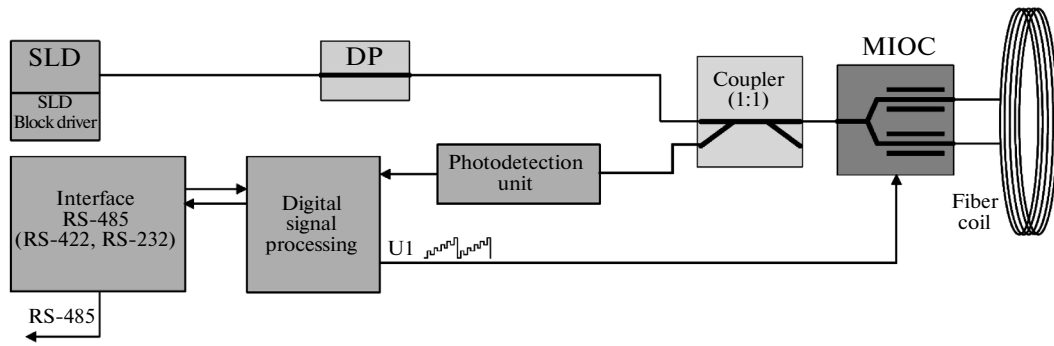 SLD
SLD
Block driver
DP
Coupler
(1:1)
MIOC
Fiber
coil
Photodetection
unit
Digital
signal
processing
Interface
RS-485
(RS-422, RS-232)
U1
RS-485